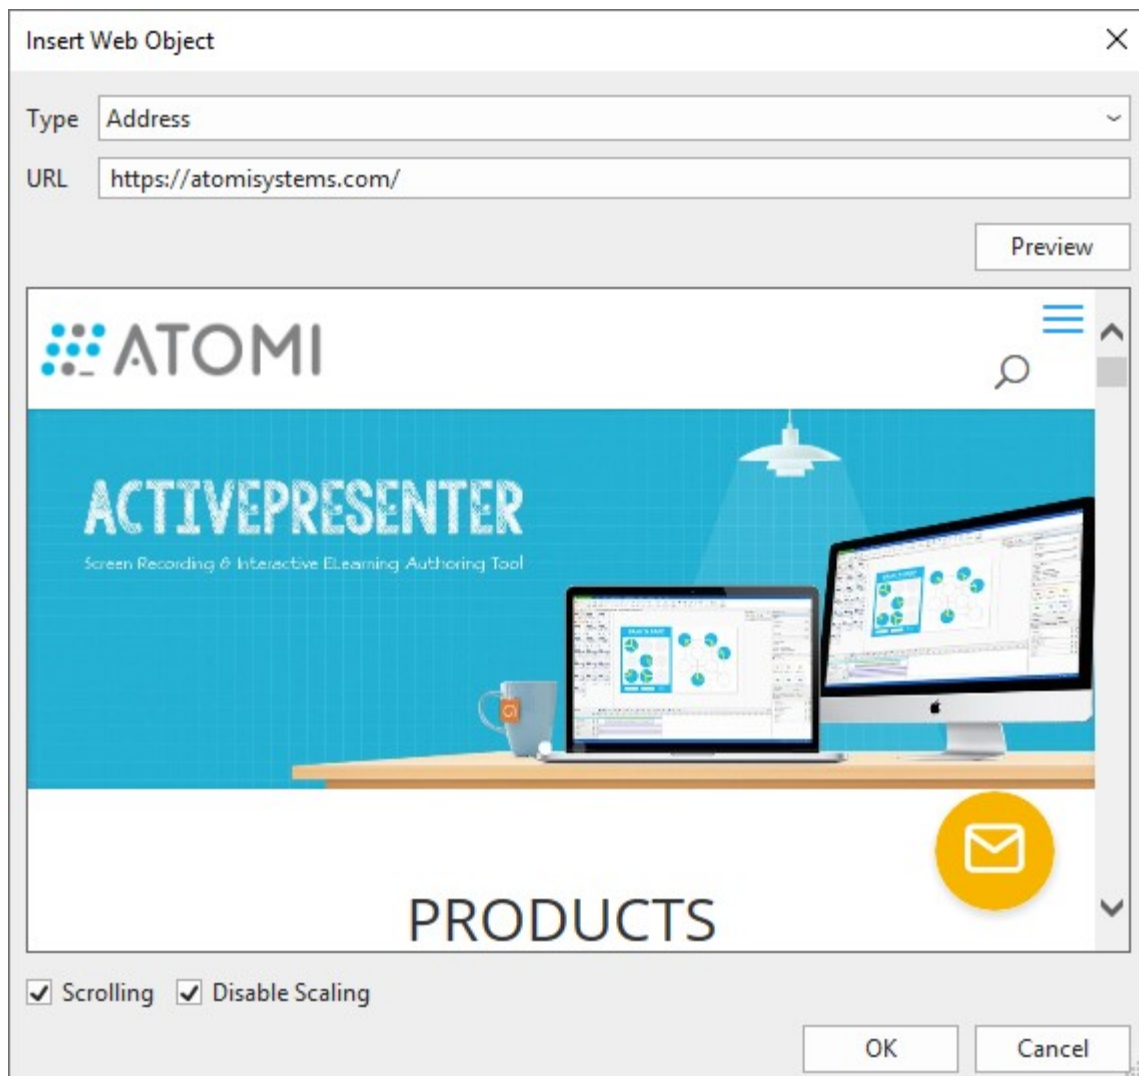 Insert Web Object
Type Address
URL https://atomisystems.com/
Preview
ATOMI
ACTIVEPRESENTER
Screen Recording & Interactive ELearning Authoring Tool
PRODUCTS
Scrolling Disable Scaling
OK Cancel